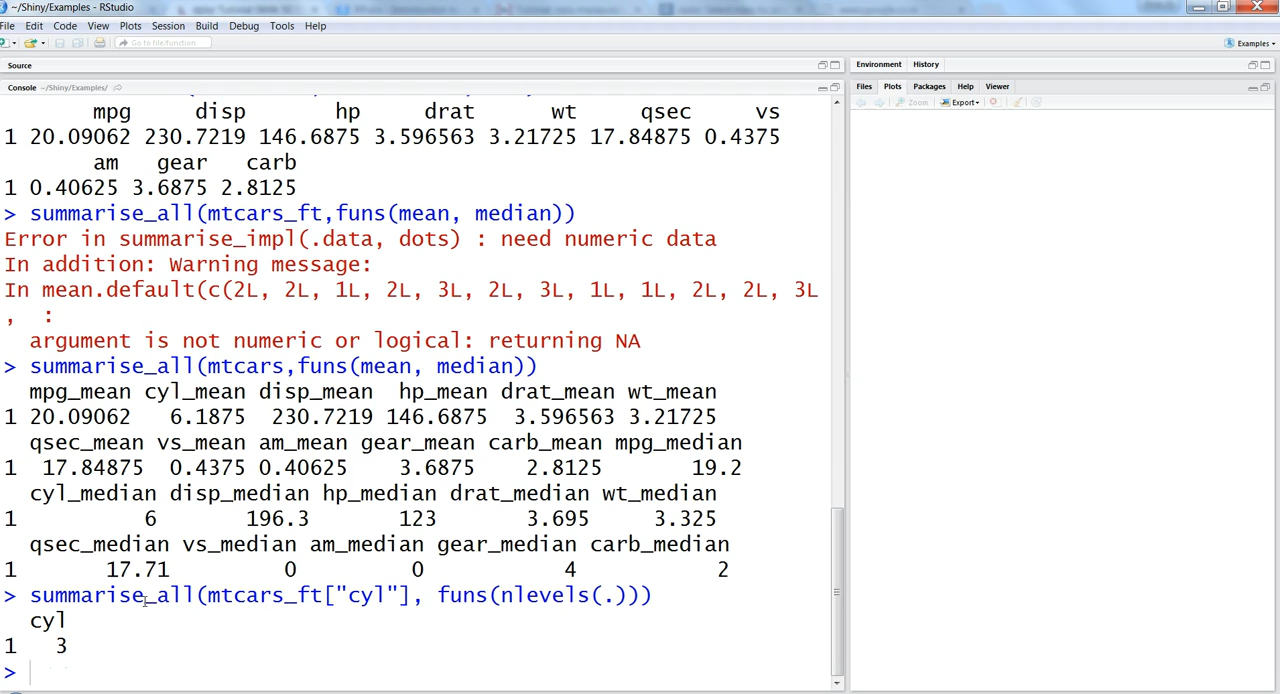 ~/Shiny/Examples - RStudio
File Edit Code View Plots Session Build Debug Tools Help
Go to file/function Examples
Source
Console ~/Shiny/Examples/
mpg disp hp drat wt qsec vs
1 20.09062 230.7219 146.6875 3.596563 3.21725 17.84875 0.4375
am gear carb
1 0.40625 3.6875 2.8125
> summarise_all(mtcars_ft,funs(mean, median))
Error in summarise_impl(.data, dots) : need numeric data
In addition: Warning message:
In mean.default(c(2L, 2L, 1L, 2L, 3L, 2L, 3L, 1L, 1L, 2L, 2L, 3L
, :
argument is not numeric or logical: returning NA
> summarise_all(mtcars,funs(mean, median))
mpg_mean cyl_mean disp_mean hp_mean drat_mean wt_mean
1 20.09062 6.1875 230.7219 146.6875 3.596563 3.21725
qsec_mean vs_mean am_mean gear_mean carb_mean mpg_median
1 17.84875 0.4375 0.40625 3.6875 2.8125 19.2
cyl_median disp_median hp_median drat_median wt_median
1 6 196.3 123 3.695 3.325
qsec_median vs_median am_median gear_median carb_median
1 17.71 0 0 4 2
> summarise_all(mtcars_ft["cyl"], funs(nlevels(.)))
cyl
1 3
>
Environment History
Files Plots Packages Help Viewer
Zoom Export